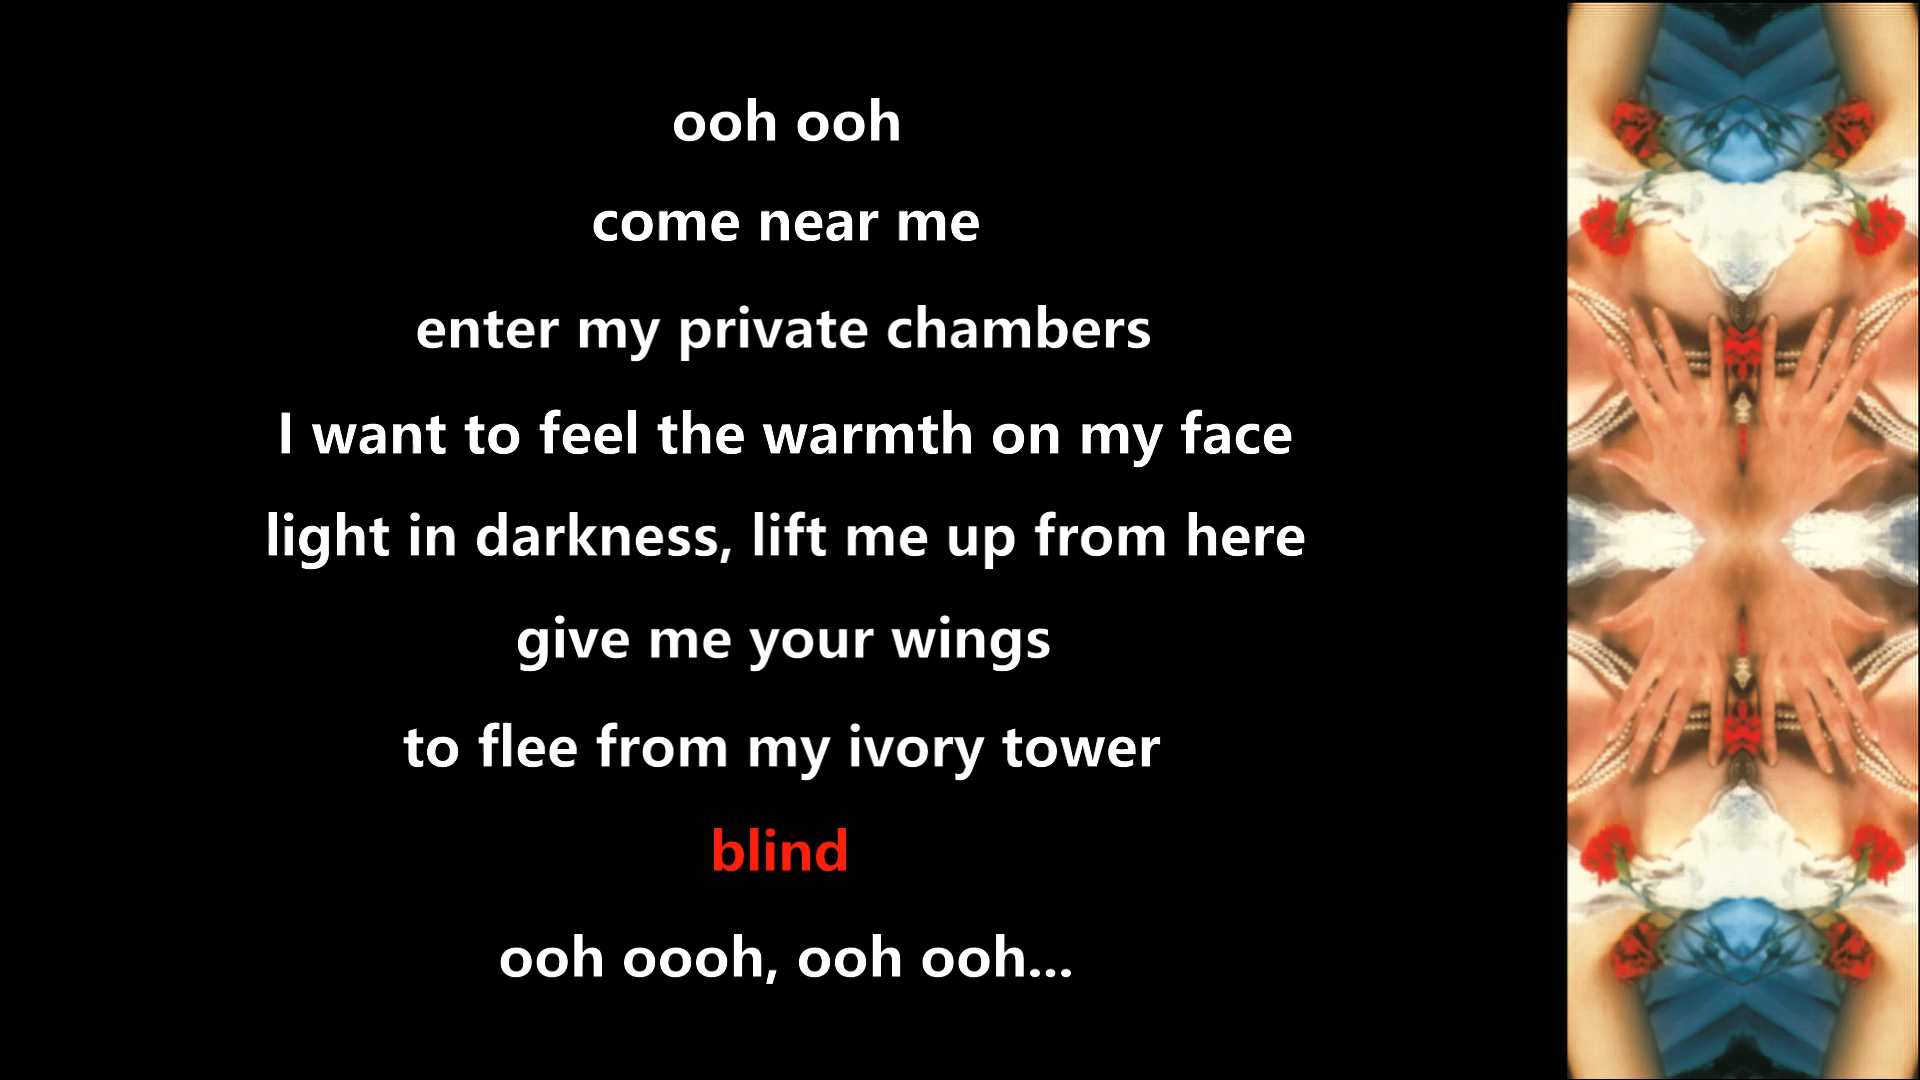 ooh ooh
come near me
enter my private chambers
I want to feel the warmth on my face
light in darkness, lift me up from here
give me your wings
to flee from my ivory tower
blind
ooh oooh, ooh ooh...